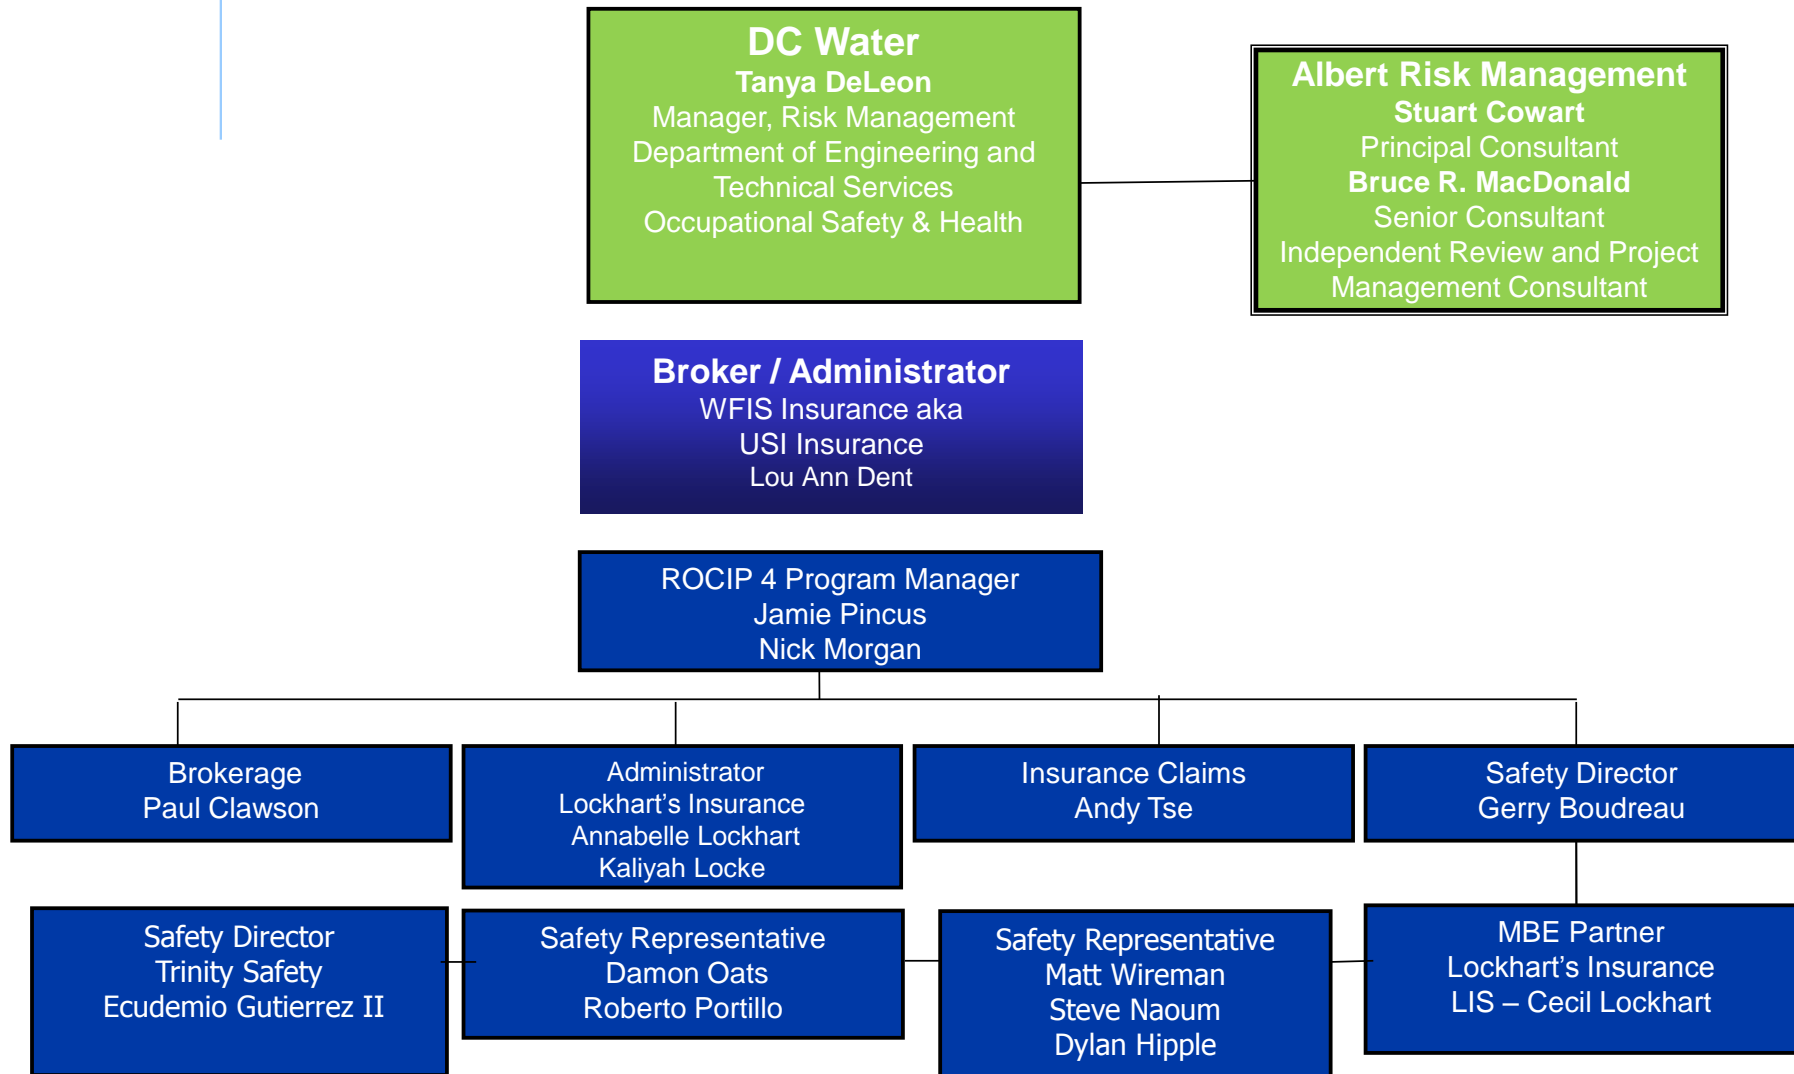 DC Water
Tanya DeLeon
Manager, Risk Management
Department of Engineering and
Technical Services
Occupational Safety & Health
Albert Risk Management
Stuart Cowart
Principal Consultant
Bruce R. MacDonald
Senior Consultant
Independent Review and Project
Management Consultant
Broker / Administrator
WFIS Insurance aka
USI Insurance
Lou Ann Dent
ROCIP 4 Program Manager
Jamie Pincus
Nick Morgan
Brokerage
Paul Clawson
Administrator
Lockhart’s Insurance
Annabelle Lockhart
Kaliyah Locke
Insurance Claims
Andy Tse
Safety Director
Gerry Boudreau
Safety Director
Trinity Safety
Ecudemio Gutierrez II
Safety Representative
Damon Oats
Roberto Portillo
Safety Representative
Matt Wireman
Steve Naoum
Dylan Hipple
MBE Partner
Lockhart’s Insurance
LIS – Cecil Lockhart